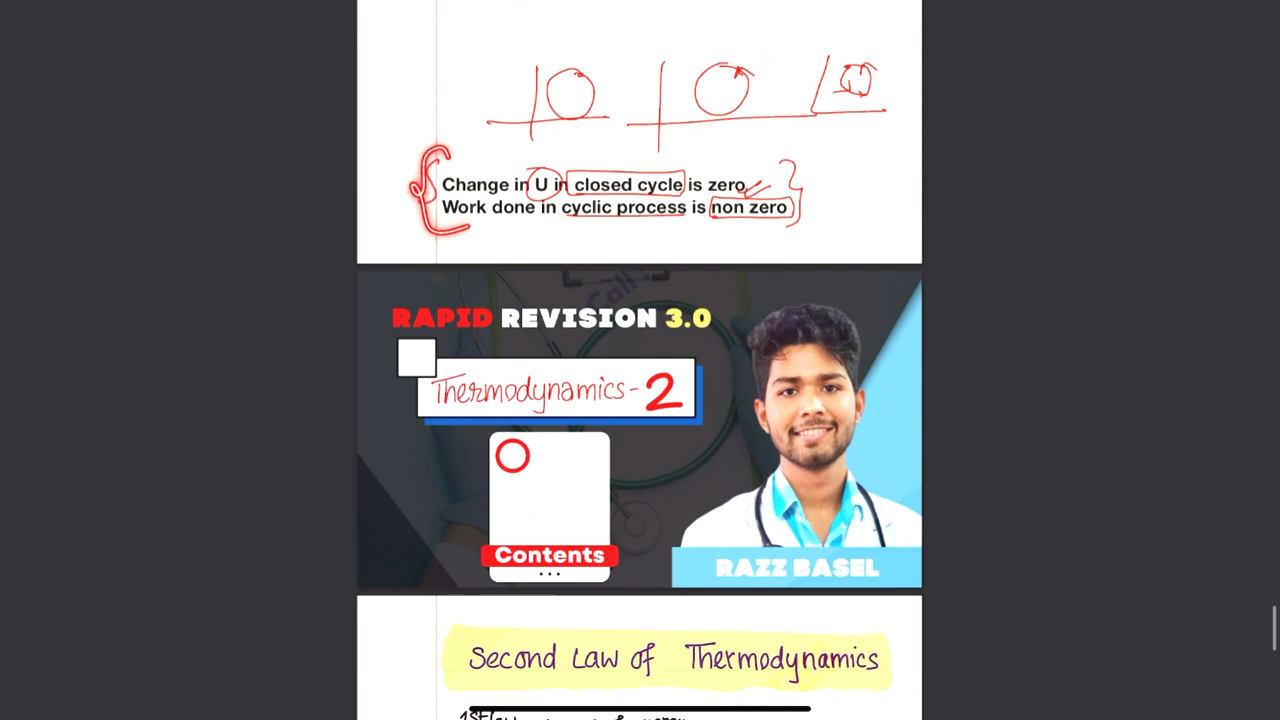 Change in U in closed cycle is zero
Work done in cyclic process is non zero
Call
RAPID REVISION 3.0
Thermodynamics-2
Contents
RAZZ BASEL
Second Law of Thermodynamics